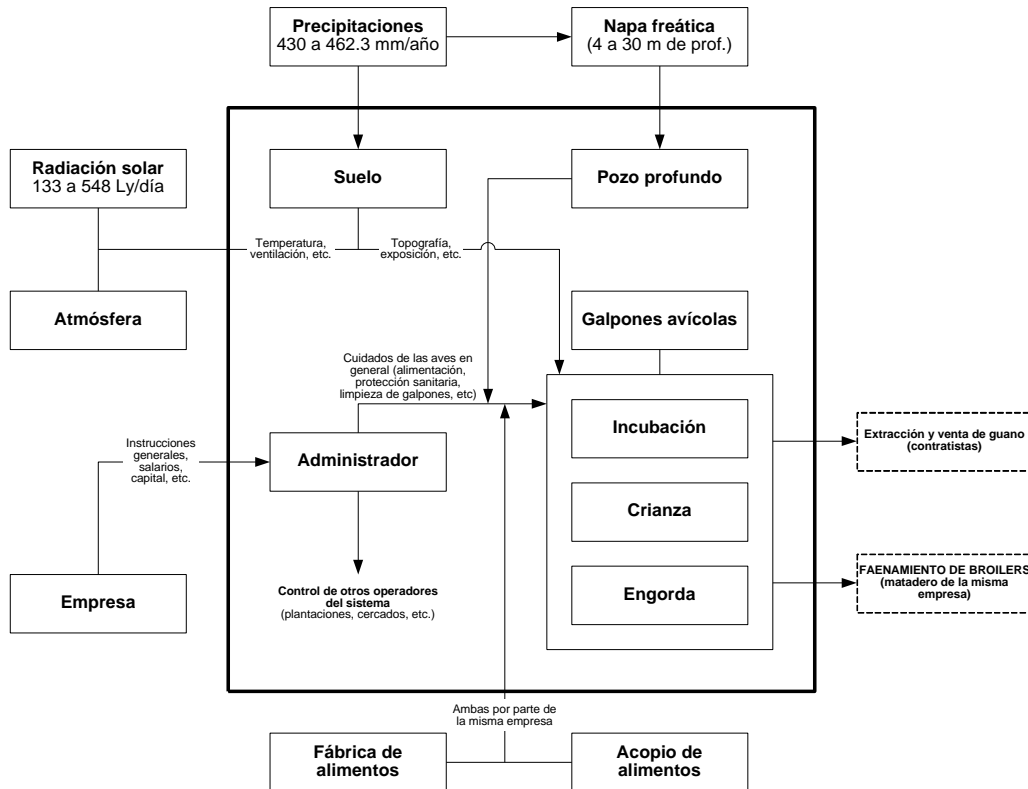 Precipitaciones
430 a 462.3 mm/año
Napa freática
(4 a 30 m de prof.)
Radiación solar
133 a 548 Ly/día
Suelo
Pozo profundo
Temperatura,
ventilación, etc.
Topografía,
exposición, etc.
Atmósfera
Galpones avícolas
Cuidados de las aves en
general (alimentación,
protección sanitaria,
limpieza de galpones, etc)
Incubación
Extracción y venta de guano
(contratistas)
Instrucciones
generales,
salarios,
capital, etc.
Administrador
Crianza
Empresa
Control de otros operadores
del sistema
(plantaciones, cercados, etc.)
Engorda
FAENAMIENTO DE BROILERS
(matadero de la misma
empresa)
Ambas por parte de
la misma empresa
Fábrica de
alimentos
Acopio de
alimentos